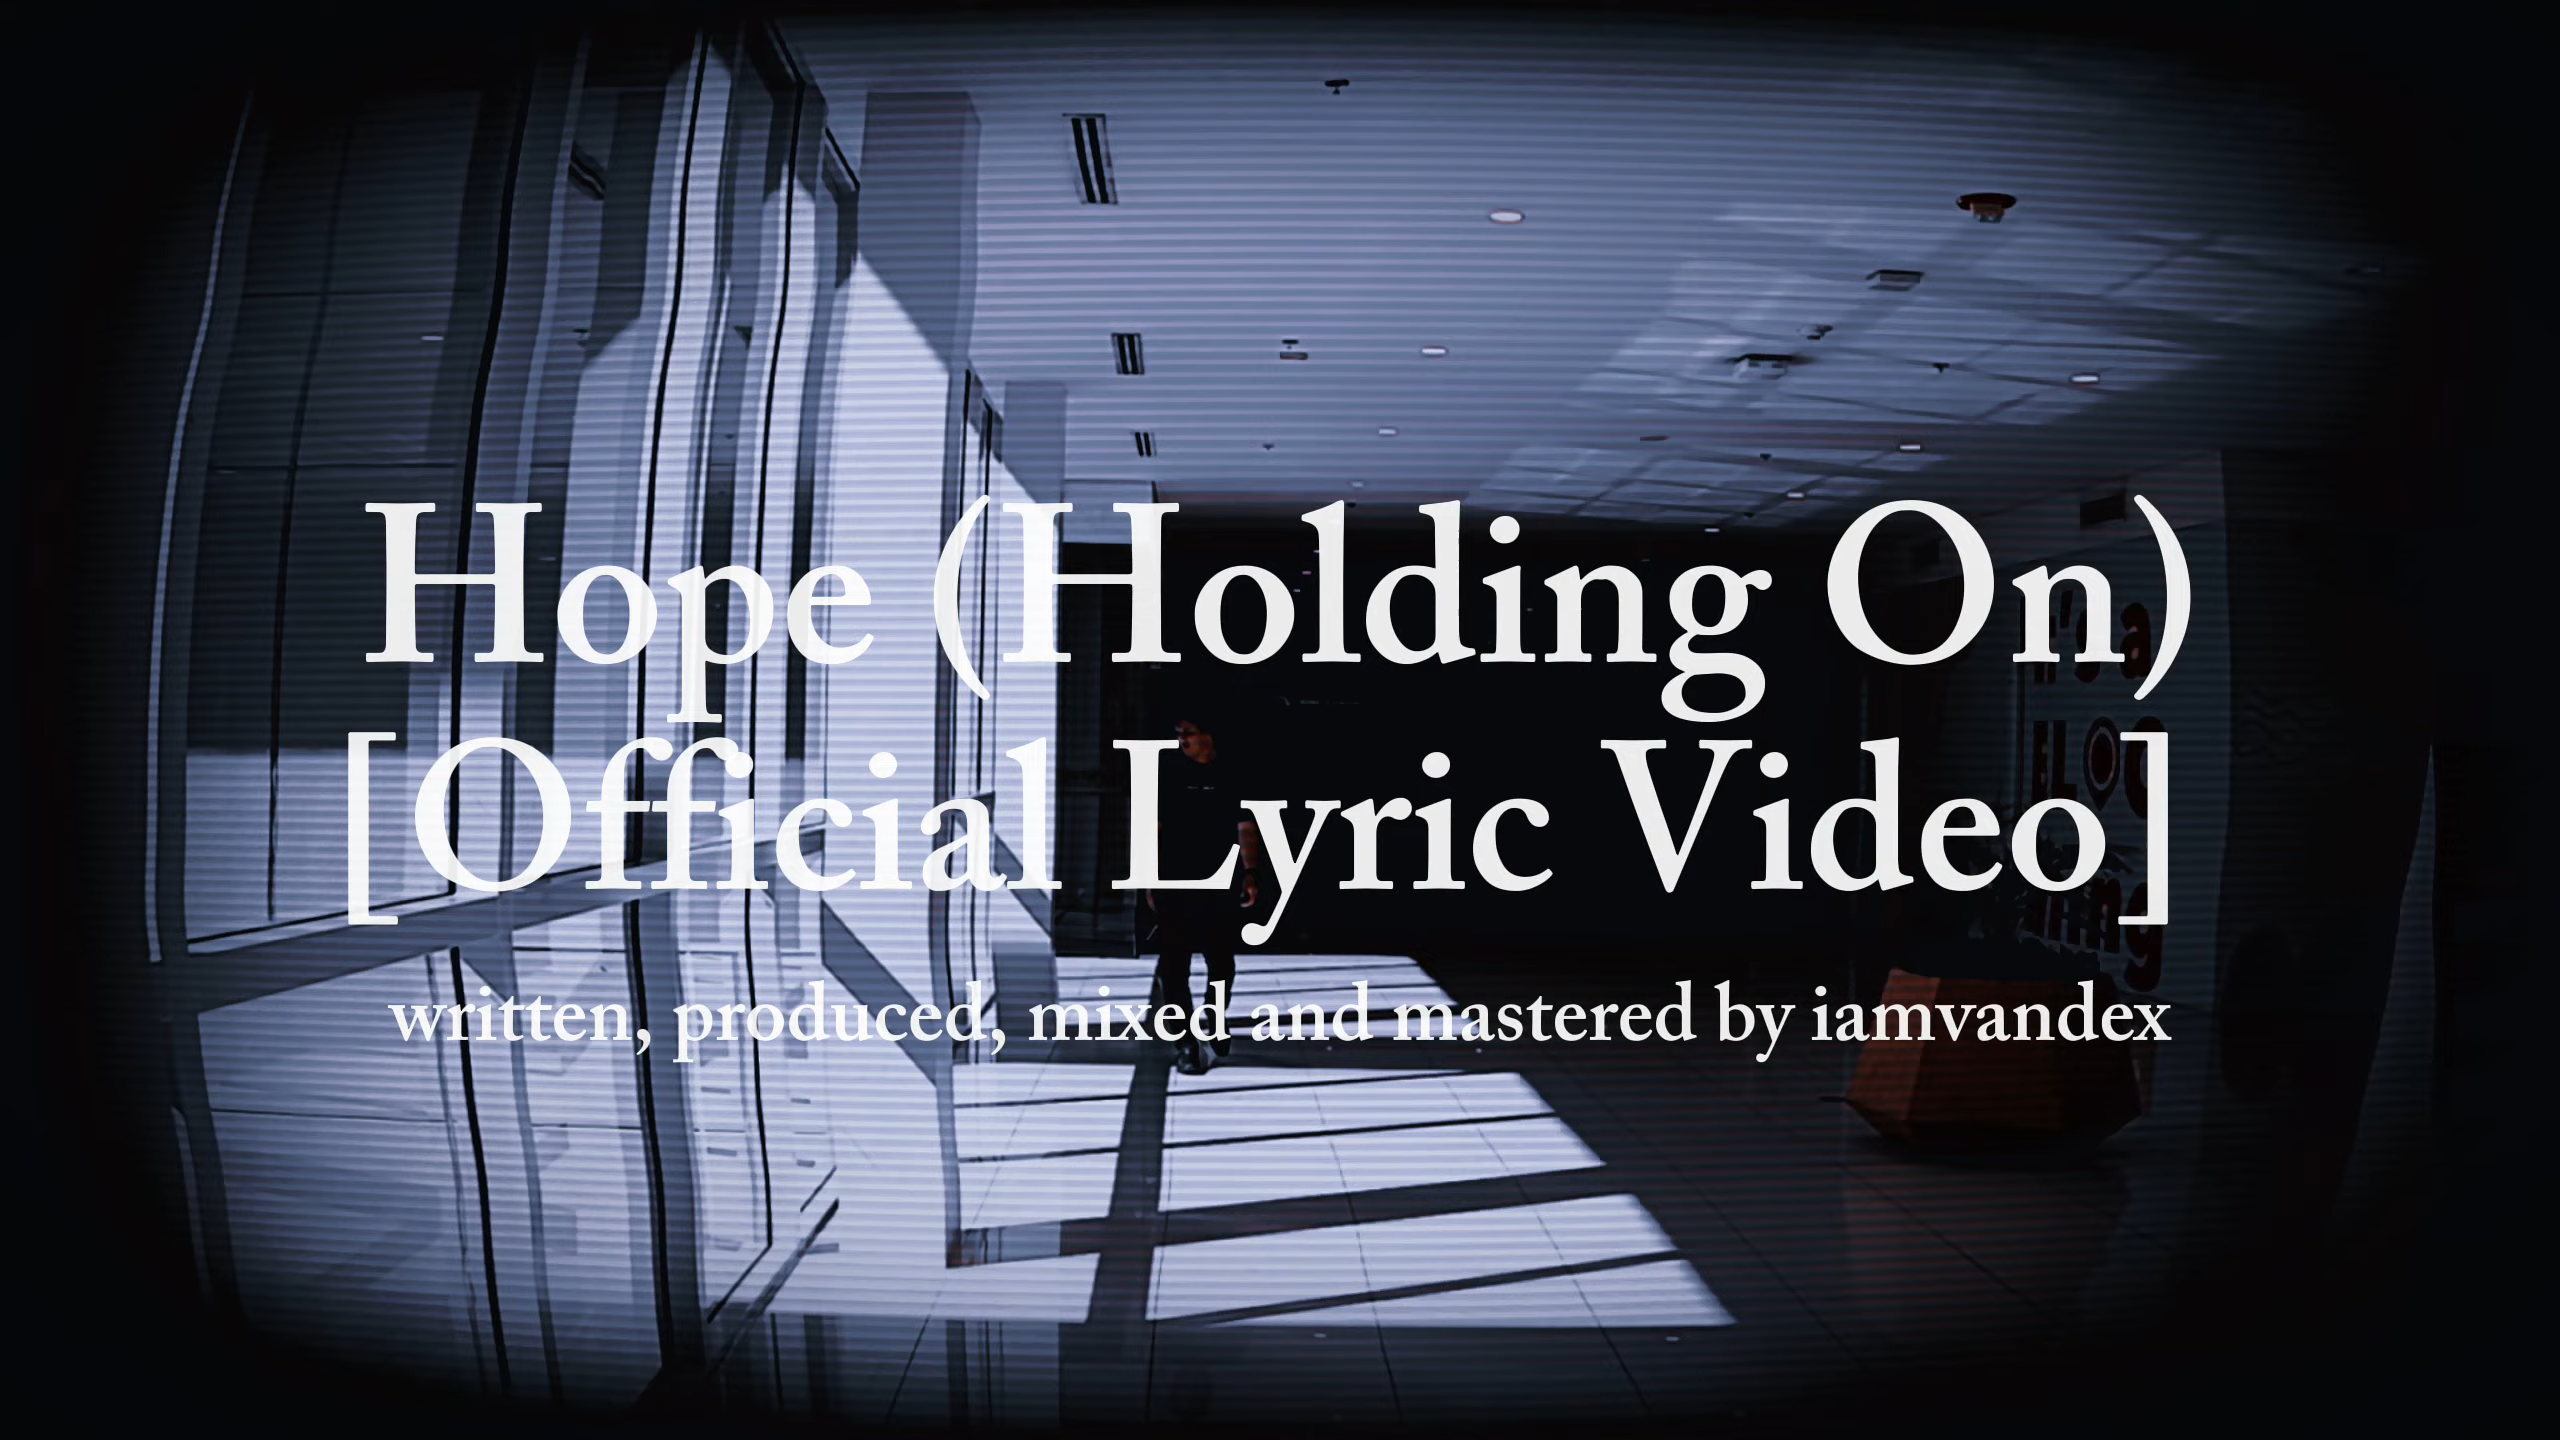 Hope (Holding On)
[Official Lyric Video]
written, produced, mixed and mastered by iamvandex